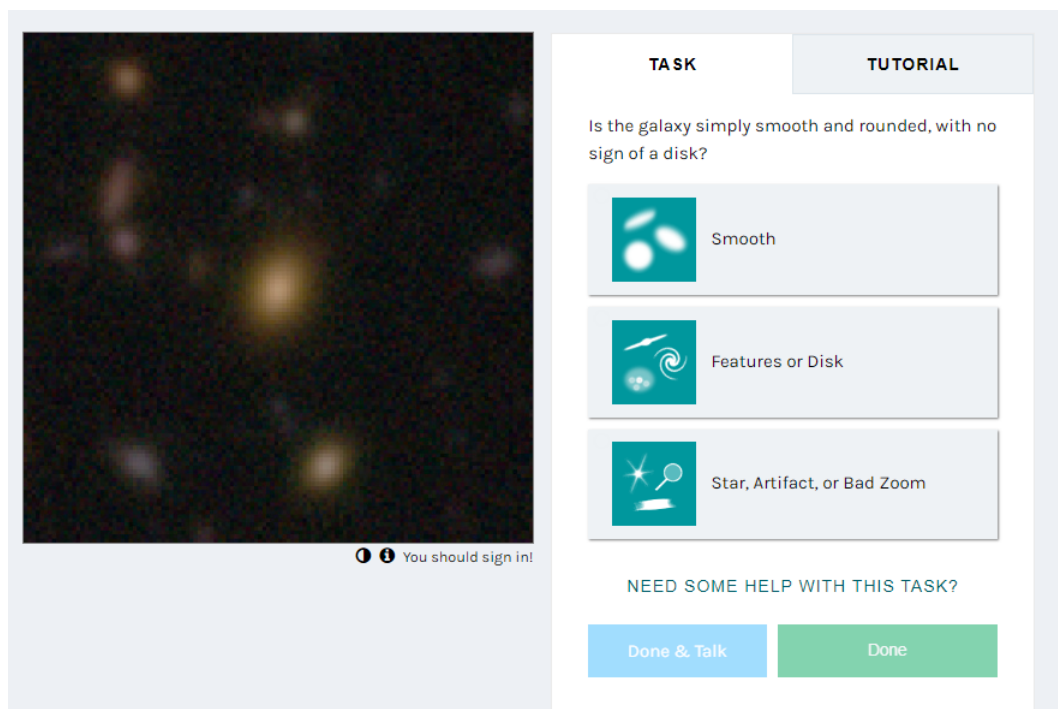 TASK
TUTORIAL
Is the galaxy simply smooth and rounded, with no
sign of a disk?
Smooth
Features or Disk
Star, Artifact, or Bad Zoom
You should sign in!
NEED SOME HELP WITH THIS TASK?
Done & Talk
Done